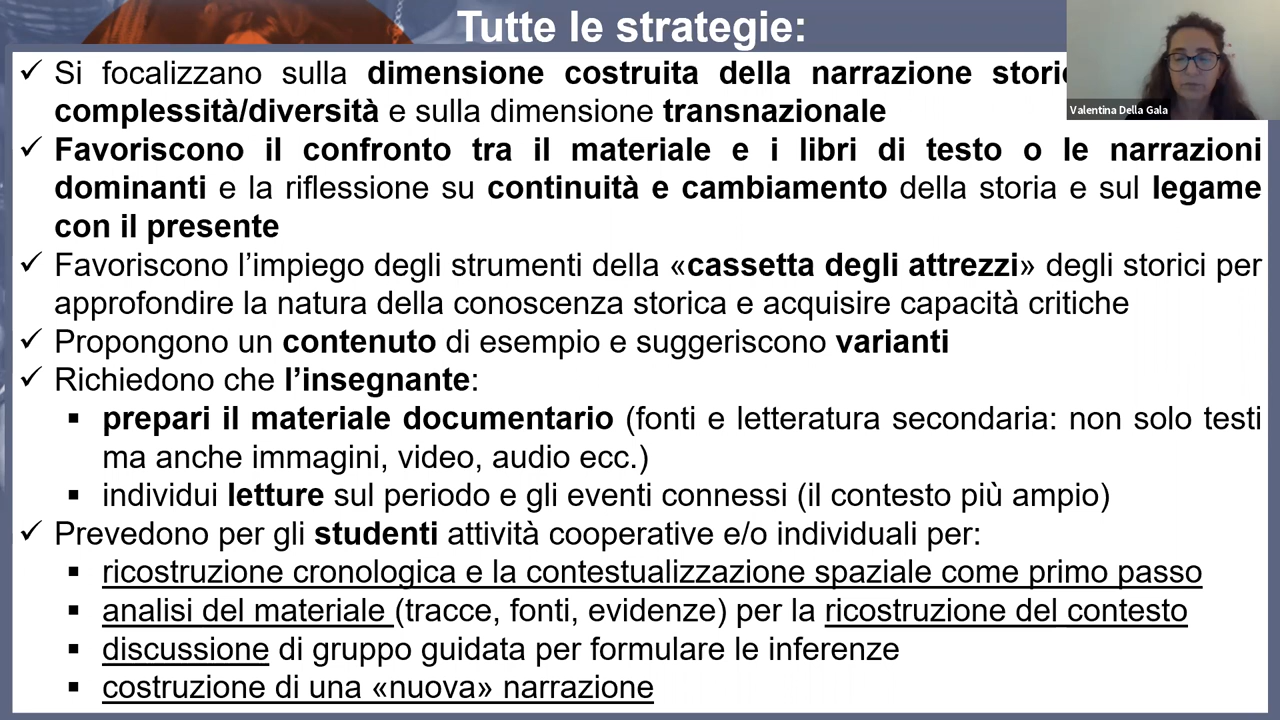 Tutte le strategie:
✓ Si focalizzano sulla dimensione costruita della narrazione
Valentina Della Gala
complessità/diversità e sulla dimensione transnazionale
✓ Favoriscono il confronto tra il materiale e i libri di testo o le narrazioni
dominanti e la riflessione su continuità e cambiamento della storia e sul legame
con il presente
✓ Favoriscono l’impiego degli strumenti della «cassetta degli attrezzi» degli storici per
approfondire la natura della conoscenza storica e acquisire capacità critiche
✓ Propongono un contenuto di esempio e suggeriscono varianti
✓ Richiedono che l’insegnante:
▪ prepari il materiale documentario (fonti e letteratura secondaria: non solo testi
ma anche immagini, video, audio ecc.)
▪ individui letture sul periodo e gli eventi connessi (il contesto più ampio)
✓ Prevedono per gli studenti attività cooperative e/o individuali per:
▪ ricostruzione cronologica e la contestualizzazione spaziale come primo passo
▪ analisi del materiale (tracce, fonti, evidenze) per la ricostruzione del contesto
▪ discussione di gruppo guidata per formulare le inferenze
▪ costruzione di una «nuova» narrazione